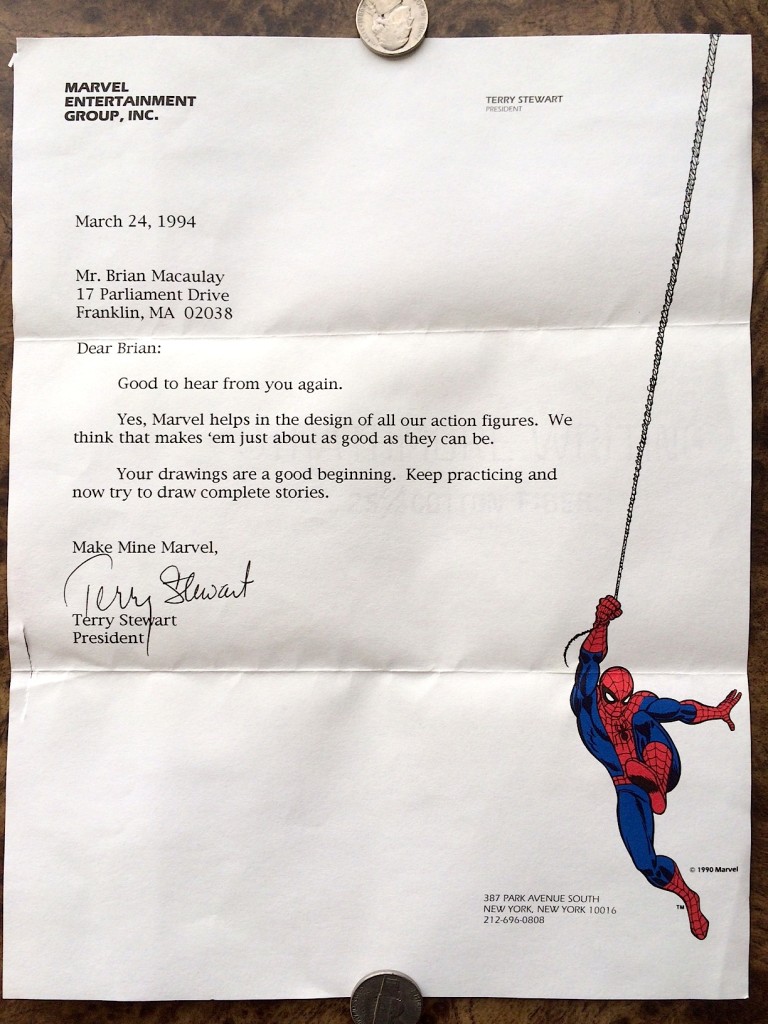 MARVEL
ENTERTAINMENT
GROUP, INC.
TERRY STEWART
PRESIDENT
March 24, 1994
Mr. Brian Macaulay
17 Parliament Drive
Franklin, MA 02038
Dear Brian:
Good to hear from you again.
Yes, Marvel helps in the design of all our action figures. We
think that makes ‘em just about as good as they can be.
Your drawings are a good beginning. Keep practicing and
now try to draw complete stories.
Make Mine Marvel,
Terry Stewart
Terry Stewart
President
© 1990 Marvel
TM
387 PARK AVENUE SOUTH
NEW YORK, NEW YORK 10016
212-696-0808